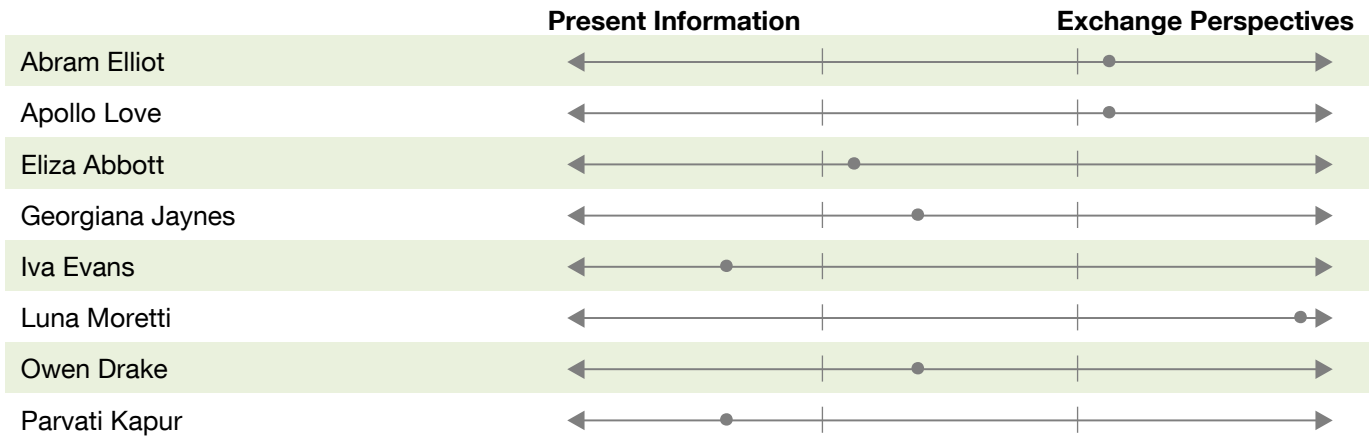 Present Information Exchange Perspectives
Abram Elliot
Apollo Love
Eliza Abbott
Georgiana Jaynes
Iva Evans
Luna Moretti
Owen Drake
Parvati Kapur